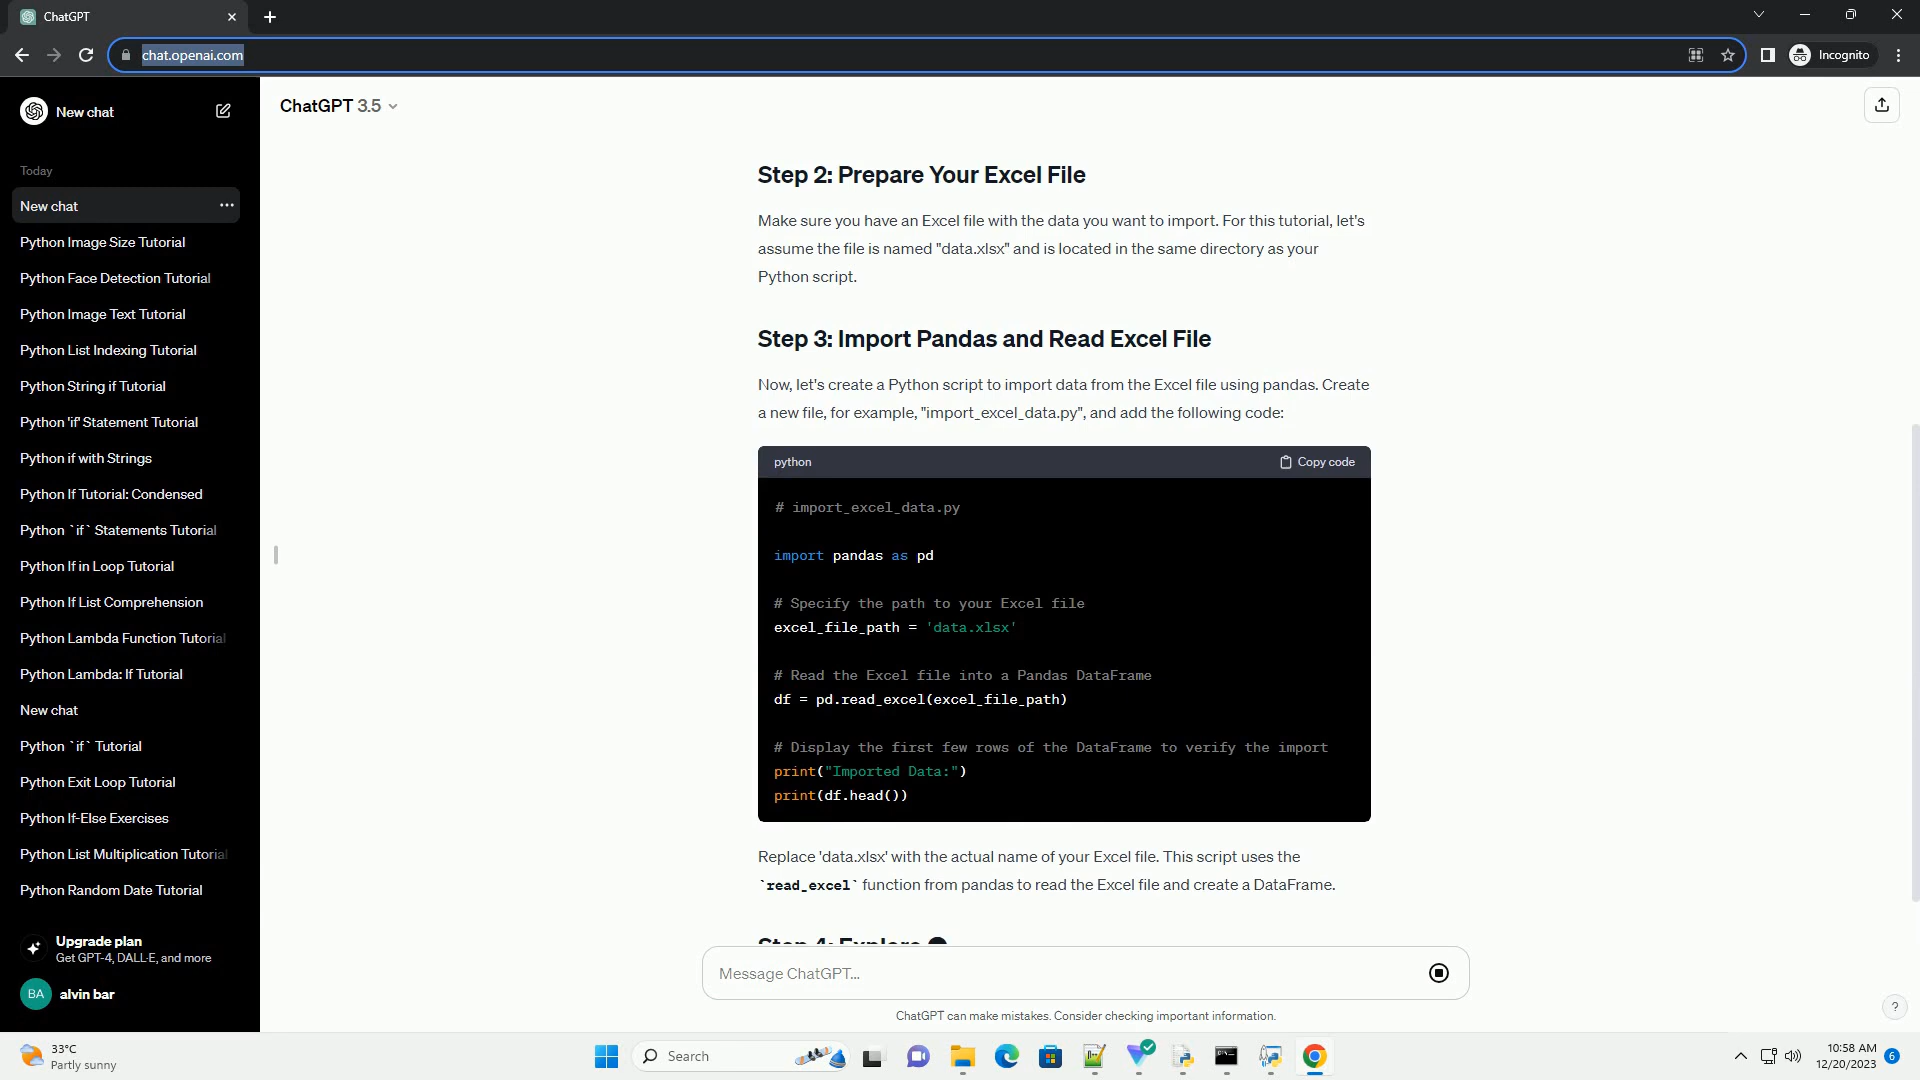 ChatGPT
chat.openai.com
Incognito
New chat
Today
New chat
Python Image Size Tutorial
Python Face Detection Tutorial
Python Image Text Tutorial
Python List Indexing Tutorial
Python String if Tutorial
Python 'if' Statement Tutorial
Python if with Strings
Python If Tutorial: Condensed
Python `if` Statements Tutorial
Python If in Loop Tutorial
Python If List Comprehension
Python Lambda Function Tutorial
Python Lambda: If Tutorial
New chat
Python `if` Tutorial
Python Exit Loop Tutorial
Python If-Else Exercises
Python List Multiplication Tutorial
Python Random Date Tutorial
Upgrade plan
Get GPT-4, DALL·E, and more
BA alvin bar
ChatGPT 3.5
Step 2: Prepare Your Excel File
Make sure you have an Excel file with the data you want to import. For this tutorial, let's
assume the file is named "data.xlsx" and is located in the same directory as your
Python script.
Step 3: Import Pandas and Read Excel File
Now, let's create a Python script to import data from the Excel file using pandas. Create
a new file, for example, "import_excel_data.py", and add the following code:
python Copy code
# import_excel_data.py
import pandas as pd
# Specify the path to your Excel file
excel_file_path = 'data.xlsx'
# Read the Excel file into a Pandas DataFrame
df = pd.read_excel(excel_file_path)
# Display the first few rows of the DataFrame to verify the import
print("Imported Data:")
print(df.head())
Replace 'data.xlsx' with the actual name of your Excel file. This script uses the
`read_excel` function from pandas to read the Excel file and create a DataFrame.
Step 4: Explore
Message ChatGPT...
ChatGPT can make mistakes. Consider checking important information.
?
33°C
Partly sunny
Search
10:58 AM
12/20/2023
6